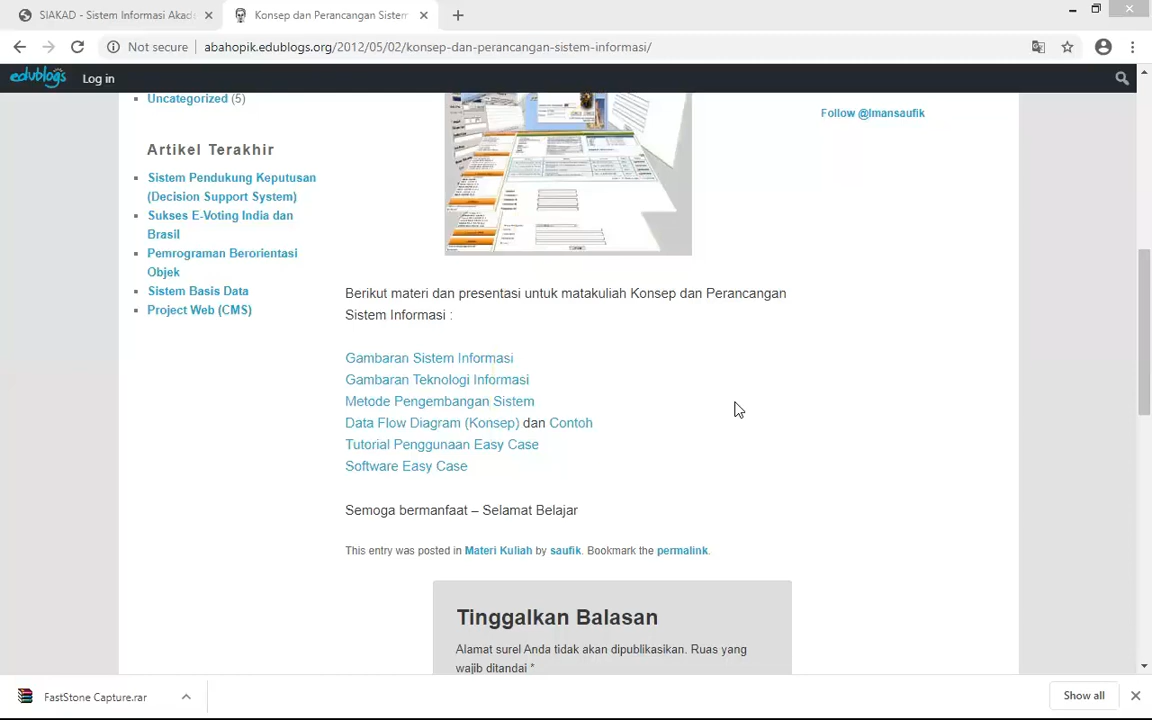 SIAKAD - Sistem Informasi Akad
Konsep dan Perancangan Sistem
Not secure
abahopik.edublogs.org/2012/05/02/konsep-dan-perancangan-sistem-informasi/
edublogs
Log in
Uncategorized (5)
Artikel Terakhir
Sistem Pendukung Keputusan
(Decision Support System)
Sukses E-Voting India dan
Brasil
Pemrograman Berorientasi
Objek
Sistem Basis Data
Project Web (CMS)
Follow @Imansaufik
Berikut materi dan presentasi untuk matakuliah Konsep dan Perancangan
Sistem Informasi :
Gambaran Sistem Informasi
Gambaran Teknologi Informasi
Metode Pengembangan Sistem
Data Flow Diagram (Konsep) dan Contoh
Tutorial Penggunaan Easy Case
Software Easy Case
Semoga bermanfaat – Selamat Belajar
This entry was posted in Materi Kuliah by saufik. Bookmark the permalink.
Tinggalkan Balasan
Alamat surel Anda tidak akan dipublikasikan. Ruas yang
wajib ditandai *
FastStone Capture.rar
Show all